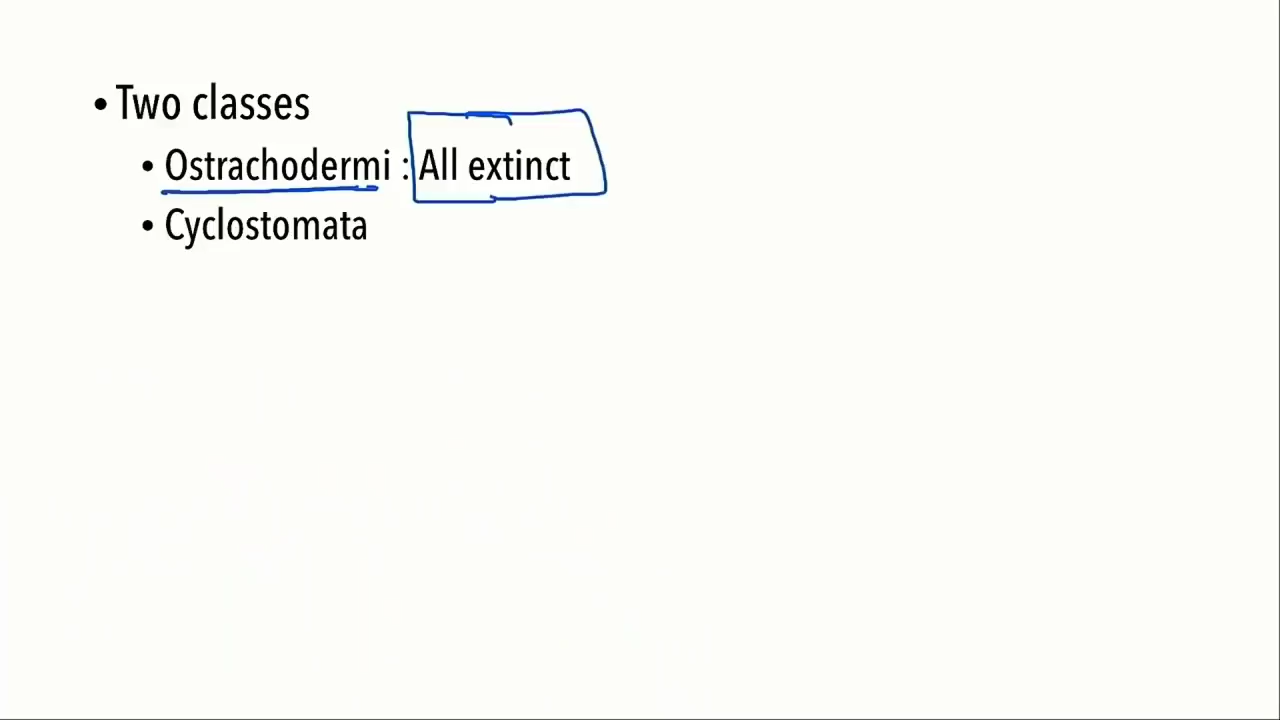 • Two classes
• Ostrachodermi : All extinct
• Cyclostomata